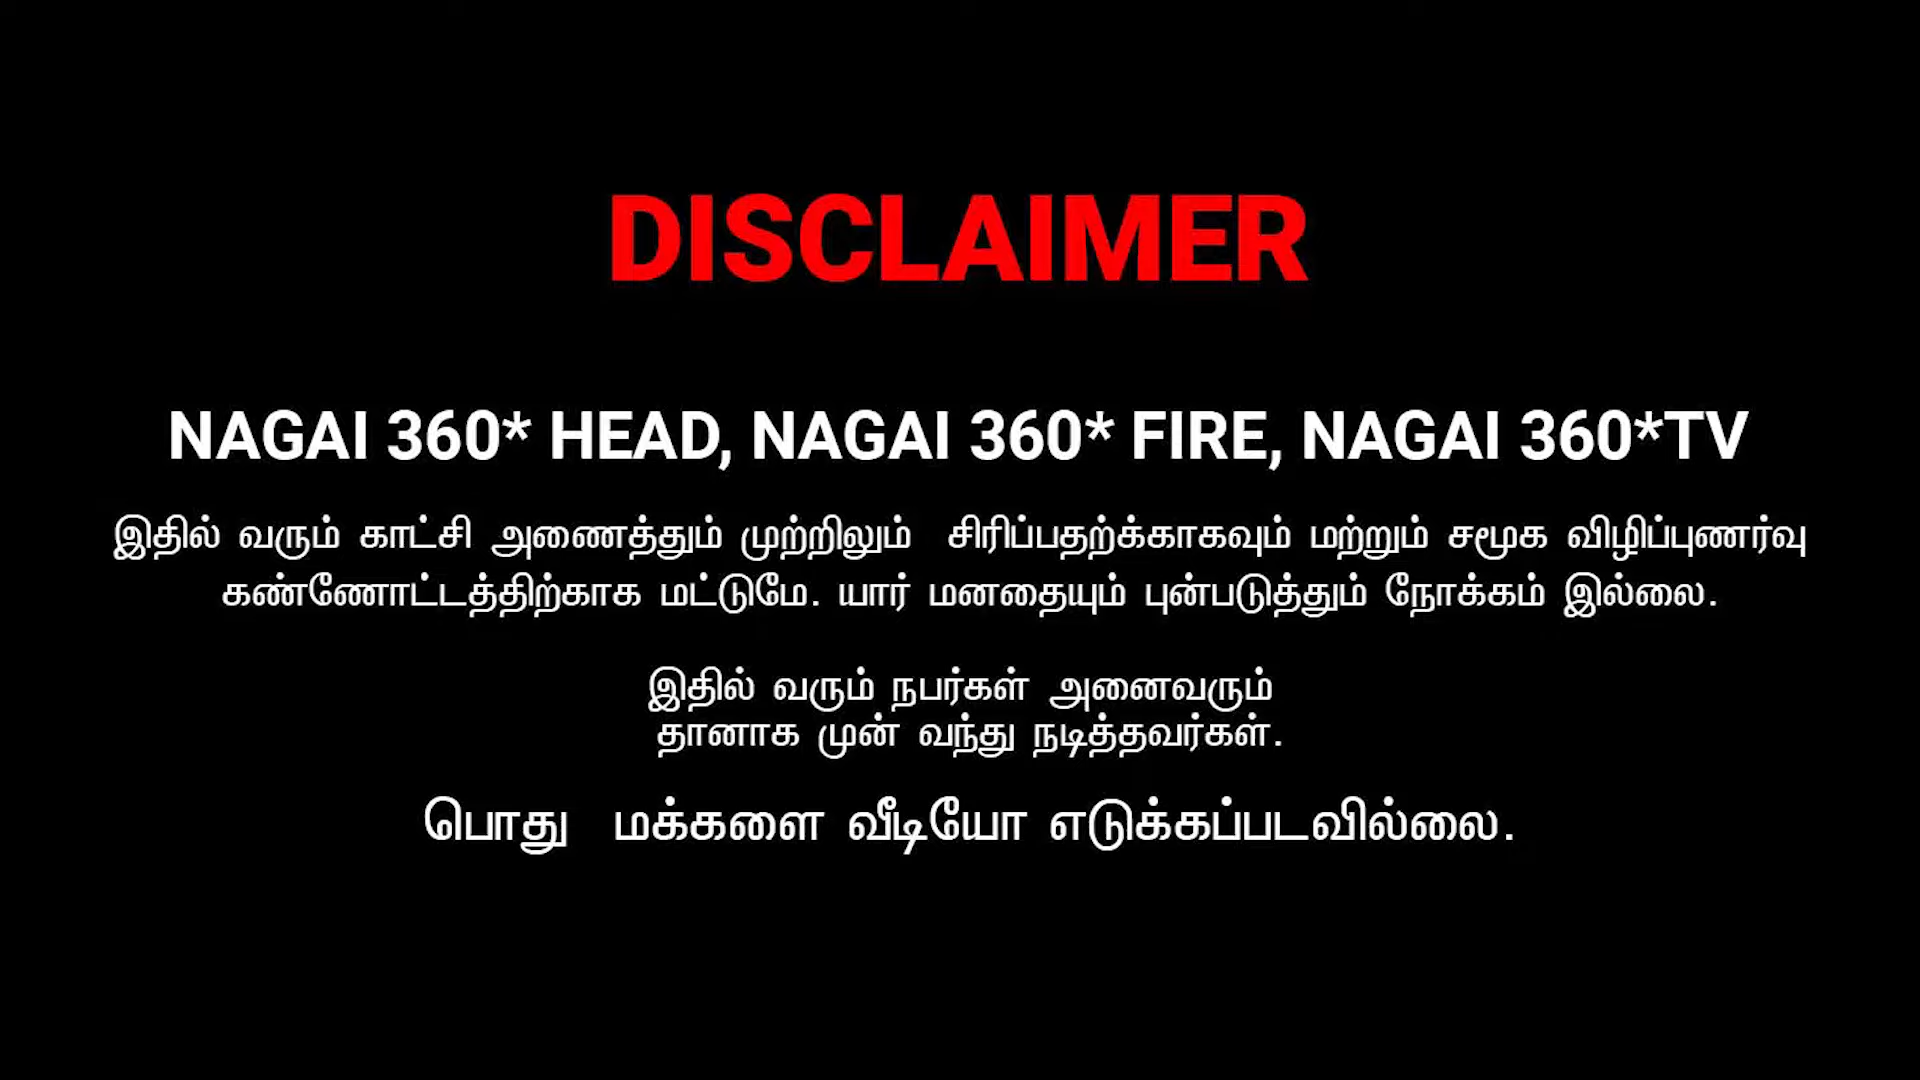 DISCLAIMER
NAGAI 360* HEAD, NAGAI 360* FIRE, NAGAI 360*TV
இதில் வரும் காட்சி அணைத்தும் முற்றிலும் சிரிப்பதற்க்காகவும் மற்றும் சமூக விழிப்புணர்வு
கண்ணோட்டத்திற்காக மட்டுமே. யார் மனதையும் புன்படுத்தும் நோக்கம் இல்லை.
இதில் வரும் நபர்கள் அனைவரும்
தானாக முன் வந்து நடித்தவர்கள்.
பொது மக்களை வீடியோ எடுக்கப்படவில்லை.